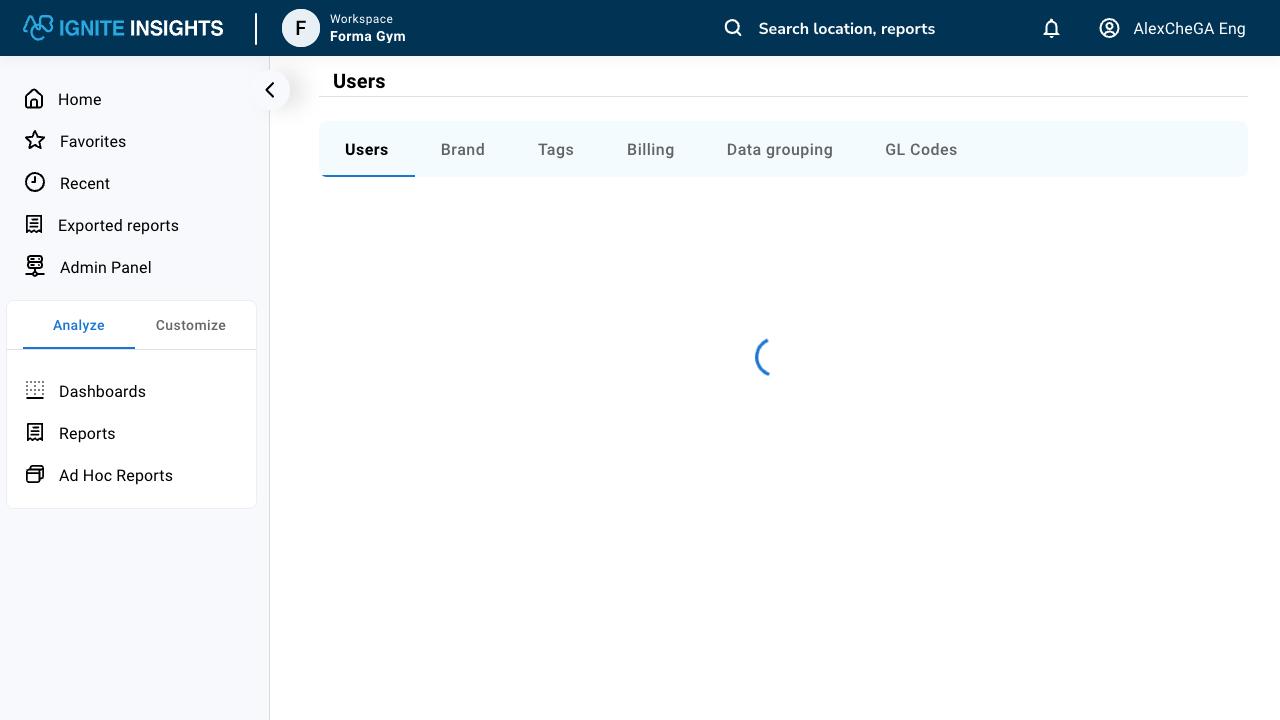 IGNITE INSIGHTS
F
Workspace
Forma Gym
Search location, reports
AlexCheGA Eng
Home
Favorites
Recent
Exported reports
Admin Panel
Analyze
Customize
Dashboards
Reports
Ad Hoc Reports
Users
Users
Brand
Tags
Billing
Data grouping
GL Codes